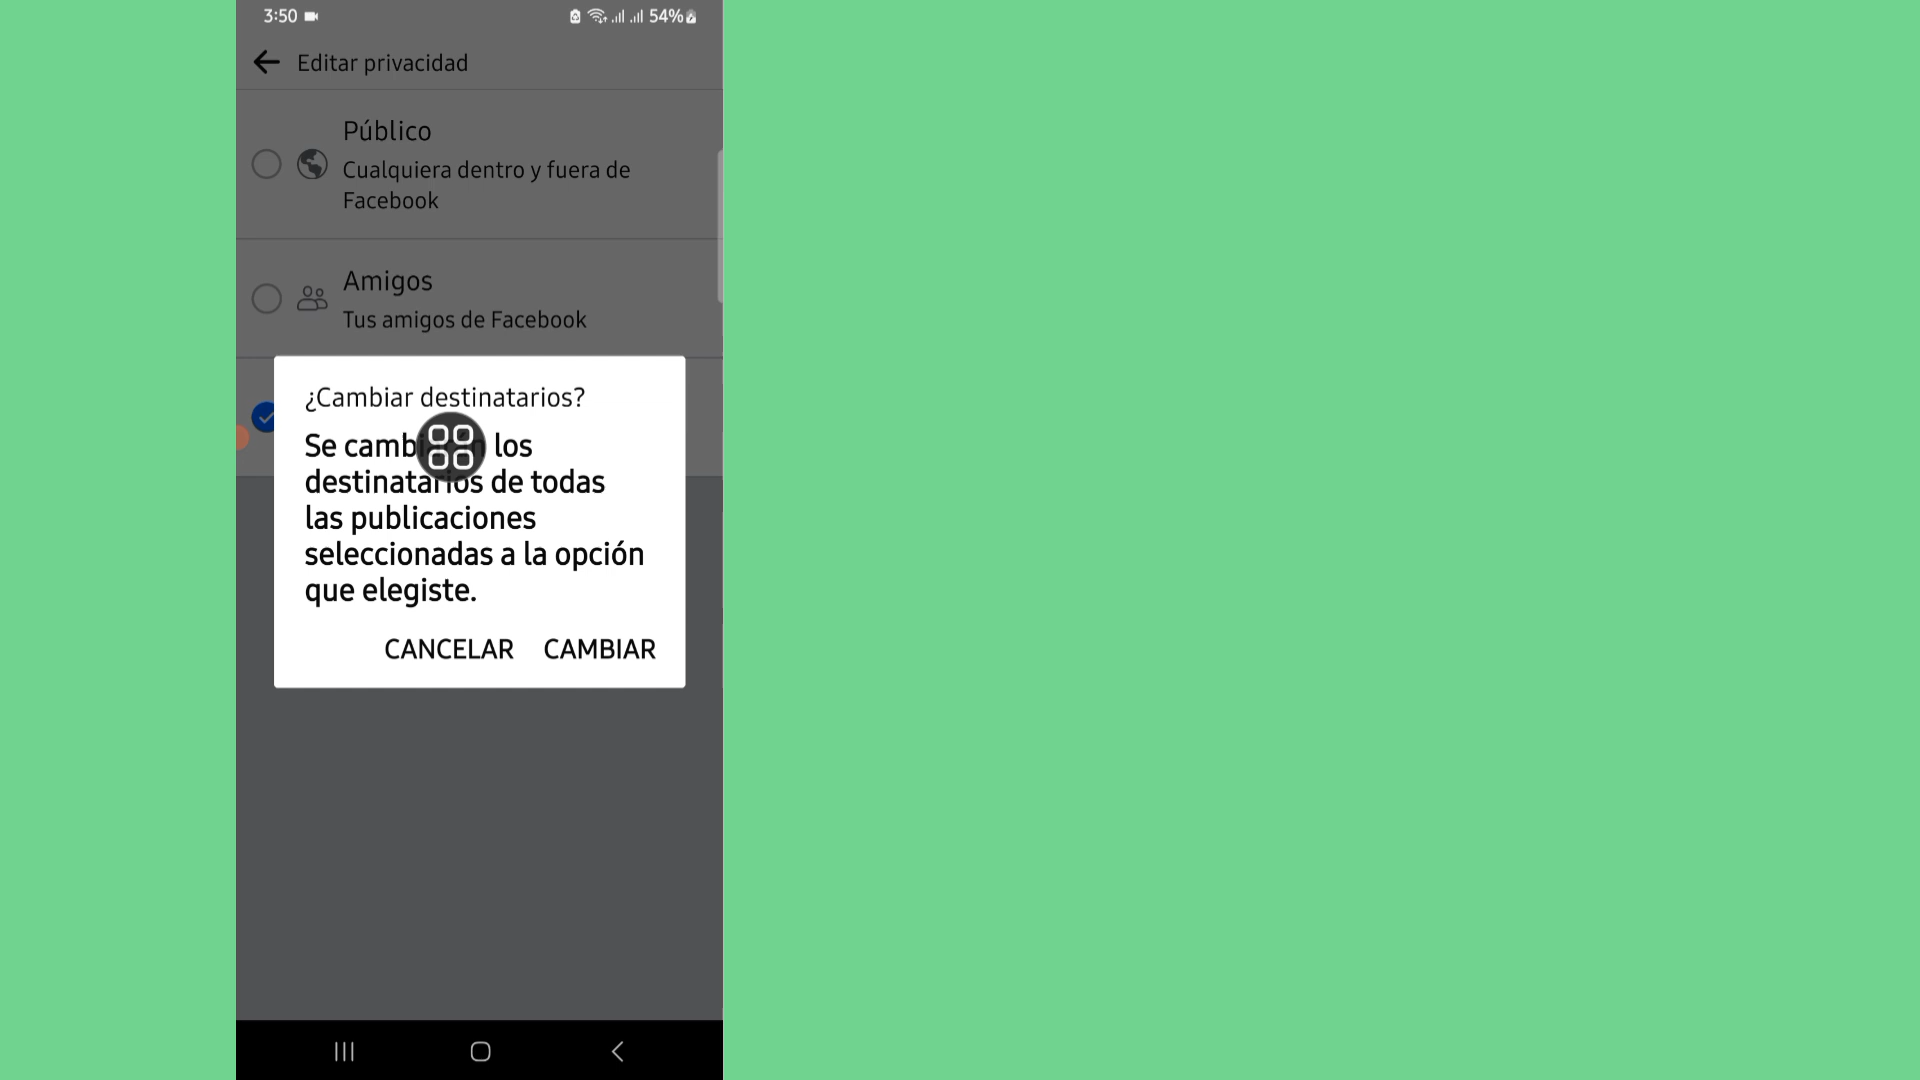 3:50
54%
Editar privacidad
Público
Cualquiera dentro y fuera de
Facebook
Amigos
Tus amigos de Facebook
¿Cambiar destinatarios?
Se los
destinatarios de todas
las publicaciones
seleccionadas a la opción
que elegiste.
CANCELAR CAMBIAR